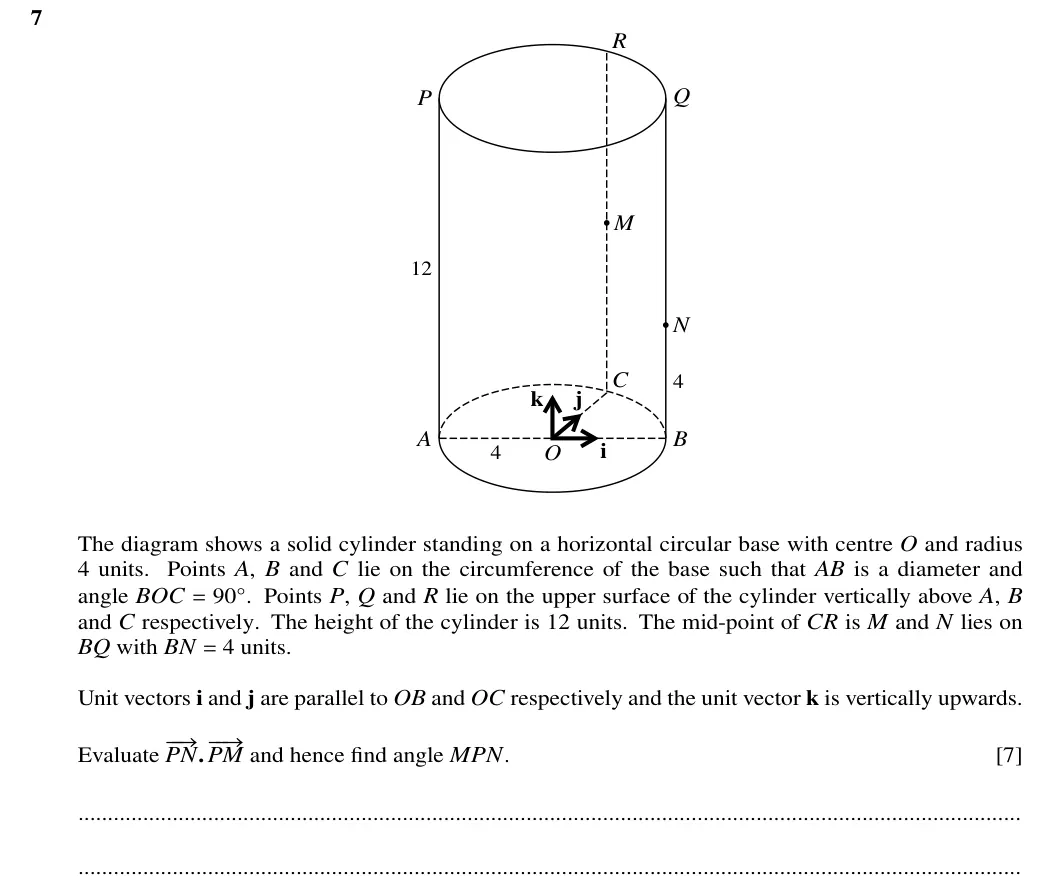 7
R
P
Q
M
12
N
C
4
k
j
A
B
4
O
i
The diagram shows a solid cylinder standing on a horizontal circular base with centre O and radius
4 units. Points A, B and C lie on the circumference of the base such that AB is a diameter and
angle BOC = 90°. Points P, Q and R lie on the upper surface of the cylinder vertically above A, B
and C respectively. The height of the cylinder is 12 units. The mid-point of CR is M and N lies on
BQ with BN = 4 units.
Unit vectors i and j are parallel to OB and OC respectively and the unit vector k is vertically upwards.
Evaluate $\overrightarrow{PN}.\overrightarrow{PM}$ and hence find angle MPN. [7]